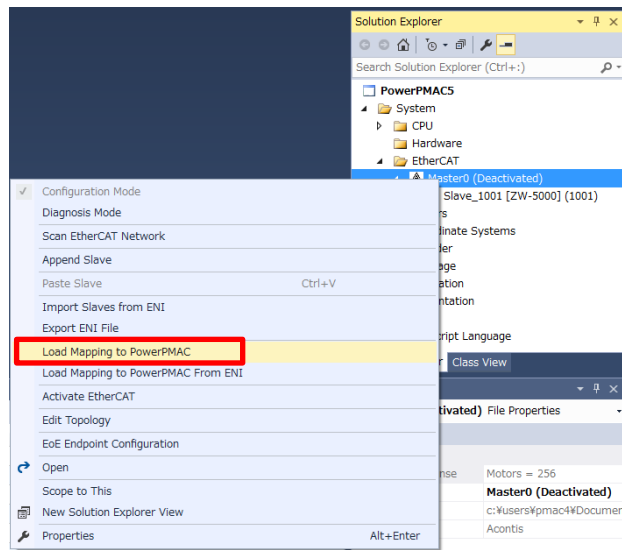 Solution Explorer
Search Solution Explorer (Ctrl+:)
PowerPMAC5
System
CPU
Hardware
EtherCAT
Master0 (Deactivated)
Slave_1001 [ZW-5000] (1001)
rs
dinate Systems
der
age
ation
ntation
cript Language
r Class View
Configuration Mode
Diagnosis Mode
Scan EtherCAT Network
Append Slave
Paste Slave Ctrl+V
Import Slaves from ENI
Export ENI File
Load Mapping to PowerPMAC
Load Mapping to PowerPMAC From ENI
Activate EtherCAT
Edit Topology
EoE Endpoint Configuration
Open
Scope to This
New Solution Explorer View
Properties Alt+Enter
tivated) File Properties
nse Motors = 256
Master0 (Deactivated)
c:¥users¥pmac4¥Documer
Acontis